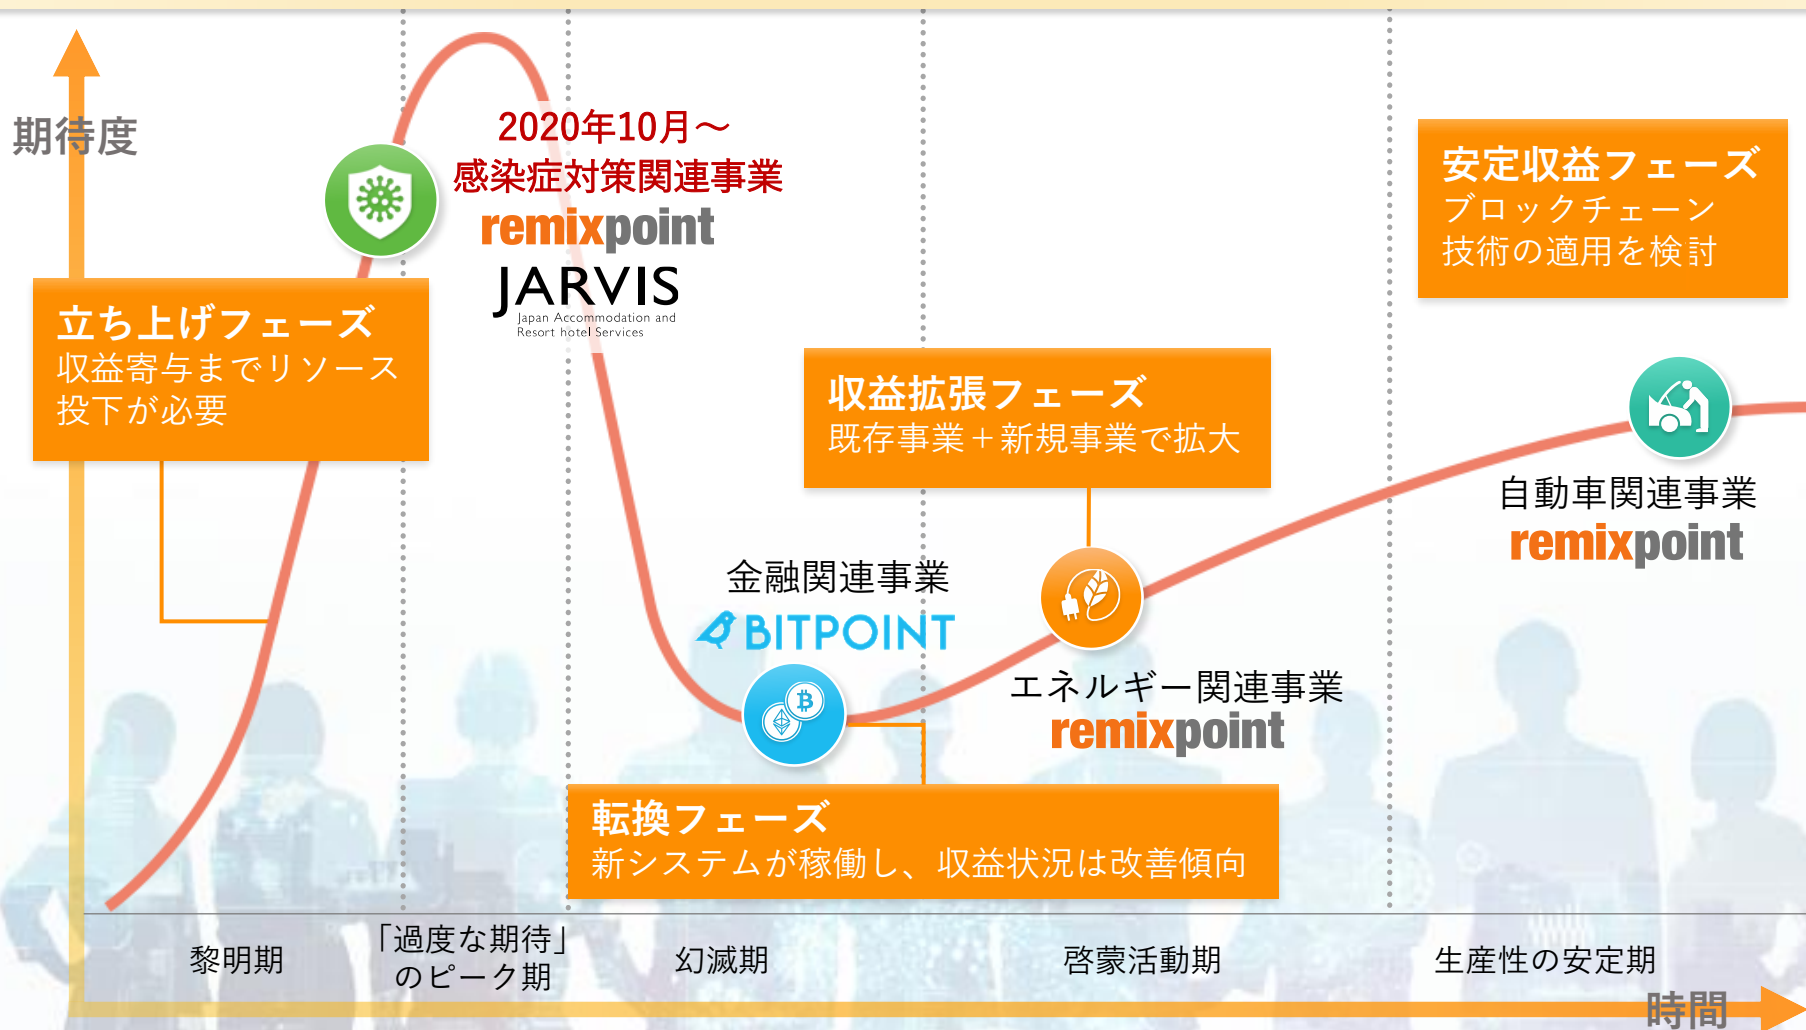 期待度
2020年10月～
感染症対策関連事業
remixpoint
JARVIS
Japan Accommodation and
Resort hotel Services
立ち上げフェーズ
収益寄与までリソース
投下が必要
安定収益フェーズ
ブロックチェーン
技術の適用を検討
収益拡張フェーズ
既存事業＋新規事業で拡大
自動車関連事業
remixpoint
金融関連事業
BITPOINT
エネルギー関連事業
remixpoint
転換フェーズ
新システムが稼働し、収益状況は改善傾向
黎明期
「過度な期待」
のピーク期
幻滅期
啓蒙活動期
生産性の安定期
時間